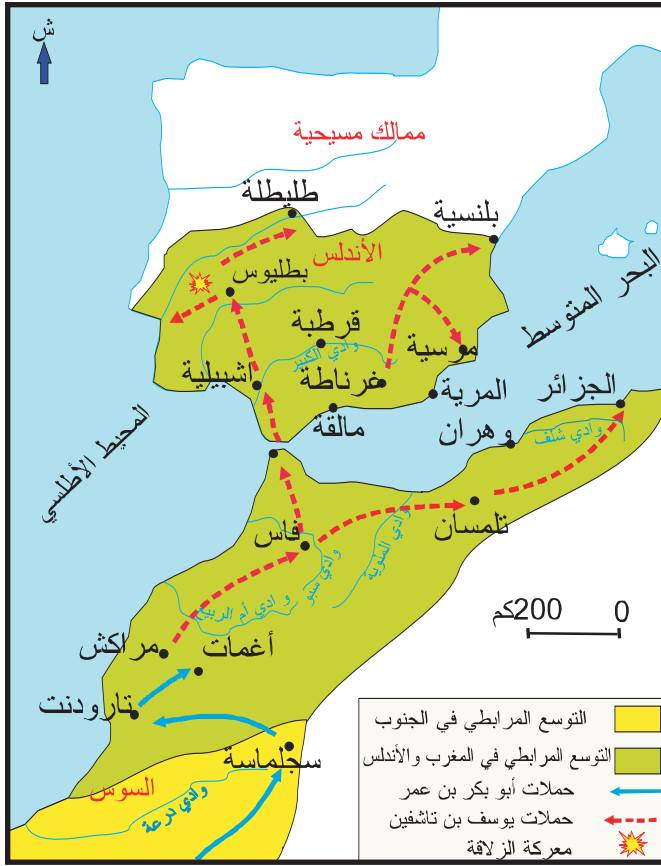 ش
ممالك مسيحية
طليطلة
بلنسية
الأندلس
بطليوس
البحر المتوسط
قرطبة
وادي الكبير
مرسية
اشبيلية
غرناطة
المرية
الجزائر
مالقة
وهران
وادي شلف
المحيط الأطلسي
تلمسان
فاس
وادي سبو
وادي الملوية
وادي أم الربيع
مراكش
أغمات
200كم
0
تارودنت
سجلماسة
السوس
وادي درعة
التوسع المرابطي في الجنوب
التوسع المرابطي في المغرب والأندلس
حملات أبو بكر بن عمر
حملات يوسف بن تاشفين
معركة الزلاقة